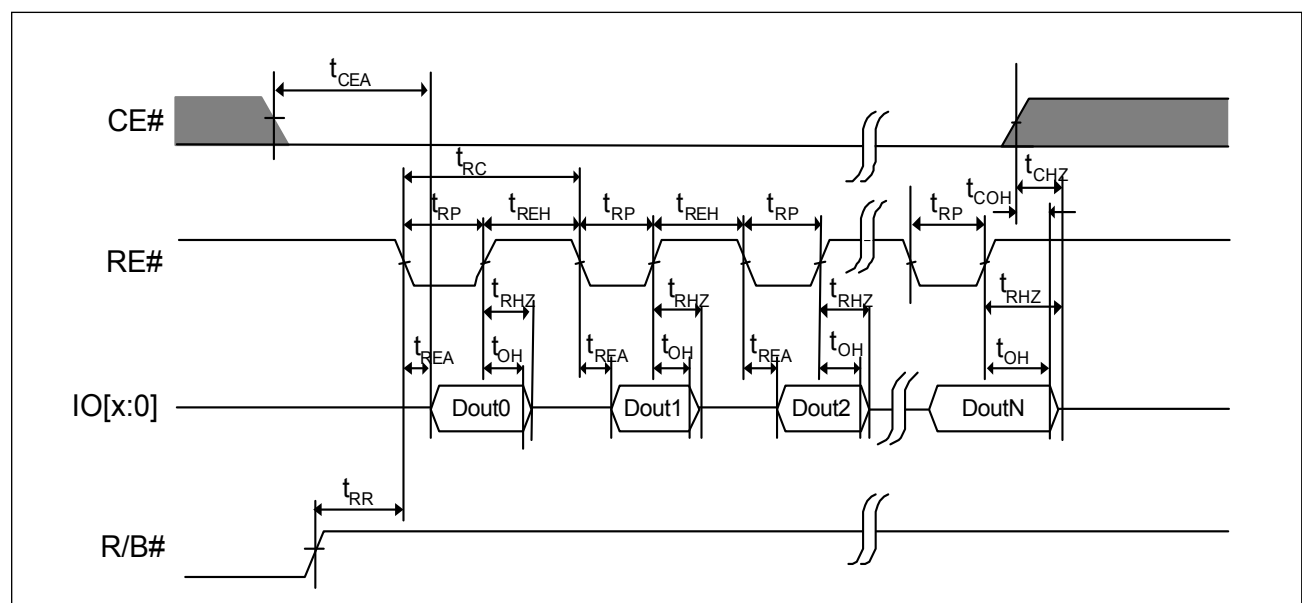 tCEA
CE#
tRC
tCHZ
tCOH
tRP tREH tRP tREH tRP tRP
RE#
tRHZ tRHZ tRHZ tRHZ
tREA tOH tREA tOH tREA tOH tOH
IO[x:0] Dout0 Dout1 Dout2 DoutN
tRR
R/B#